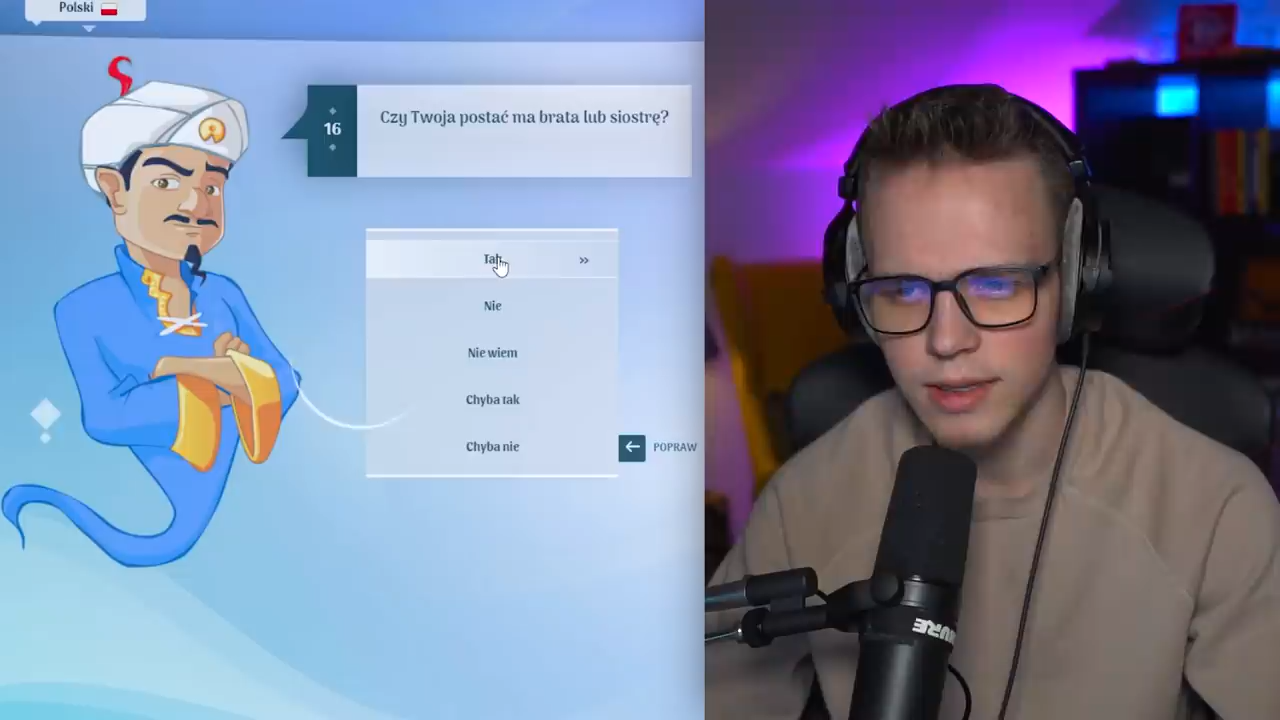 Polski
16
Czy Twoja postać ma brata lub siostrę?
Tak
Nie
Nie wiem
Chyba tak
Chyba nie
POPRAW